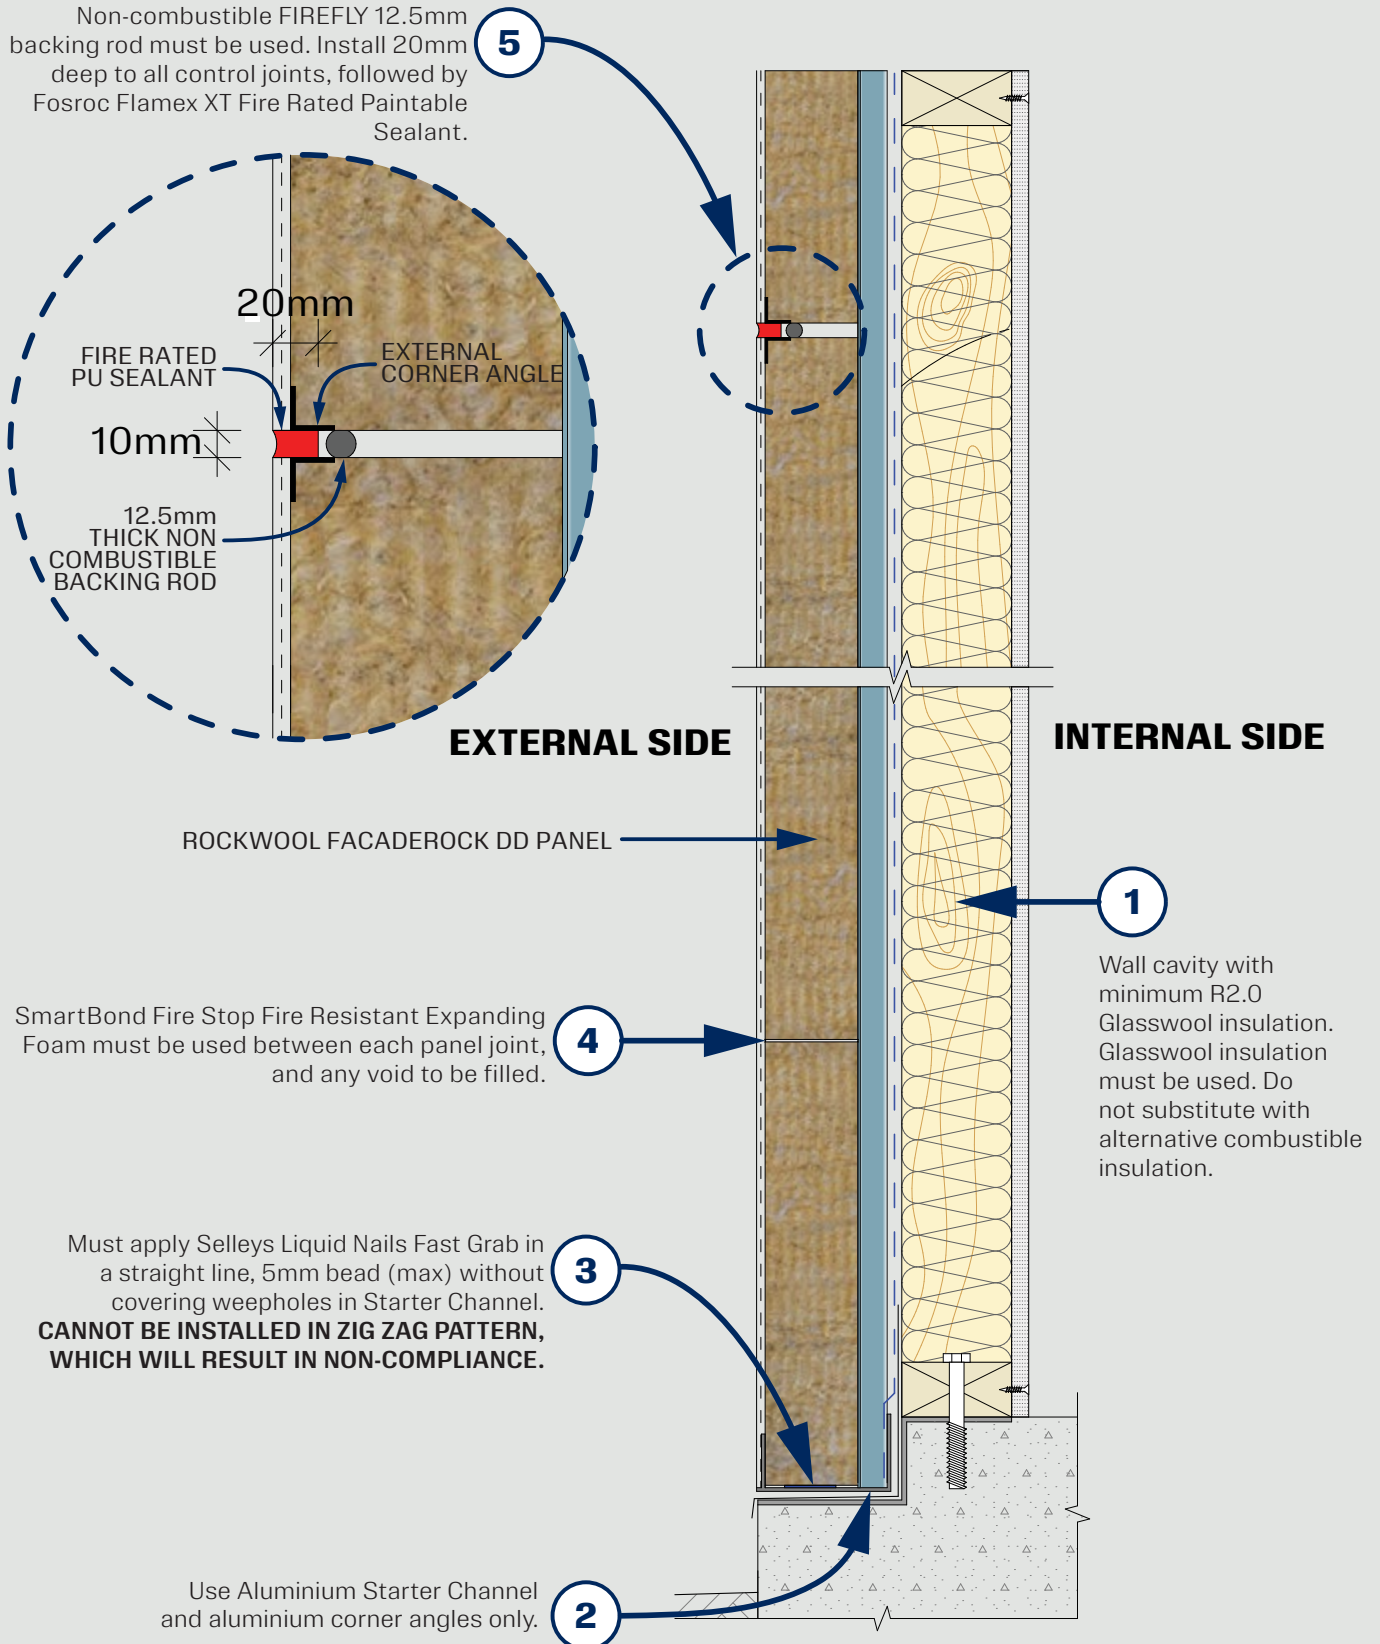 Non-combustible FIREFLY 12.5mm
backing rod must be used. Install 20mm
deep to all control joints, followed by
Fosroc Flamex XT Fire Rated Paintable
Sealant.
5
20mm
FIRE RATED
PU SEALANT
EXTERNAL
CORNER ANGLE
10mm
12.5mm
THICK NON
COMBUSTIBLE
BACKING ROD
EXTERNAL SIDE
INTERNAL SIDE
ROCKWOOL FACADEROCK DD PANEL
1
Wall cavity with
minimum R2.0
Glasswool insulation.
Glasswool insulation
must be used. Do
not substitute with
alternative combustible
insulation.
SmartBond Fire Stop Fire Resistant Expanding
Foam must be used between each panel joint,
and any void to be filled.
4
Must apply Selleys Liquid Nails Fast Grab in
a straight line, 5mm bead (max) without
covering weepholes in Starter Channel.
CANNOT BE INSTALLED IN ZIG ZAG PATTERN,
WHICH WILL RESULT IN NON-COMPLIANCE.
3
Use Aluminium Starter Channel
and aluminium corner angles only.
2